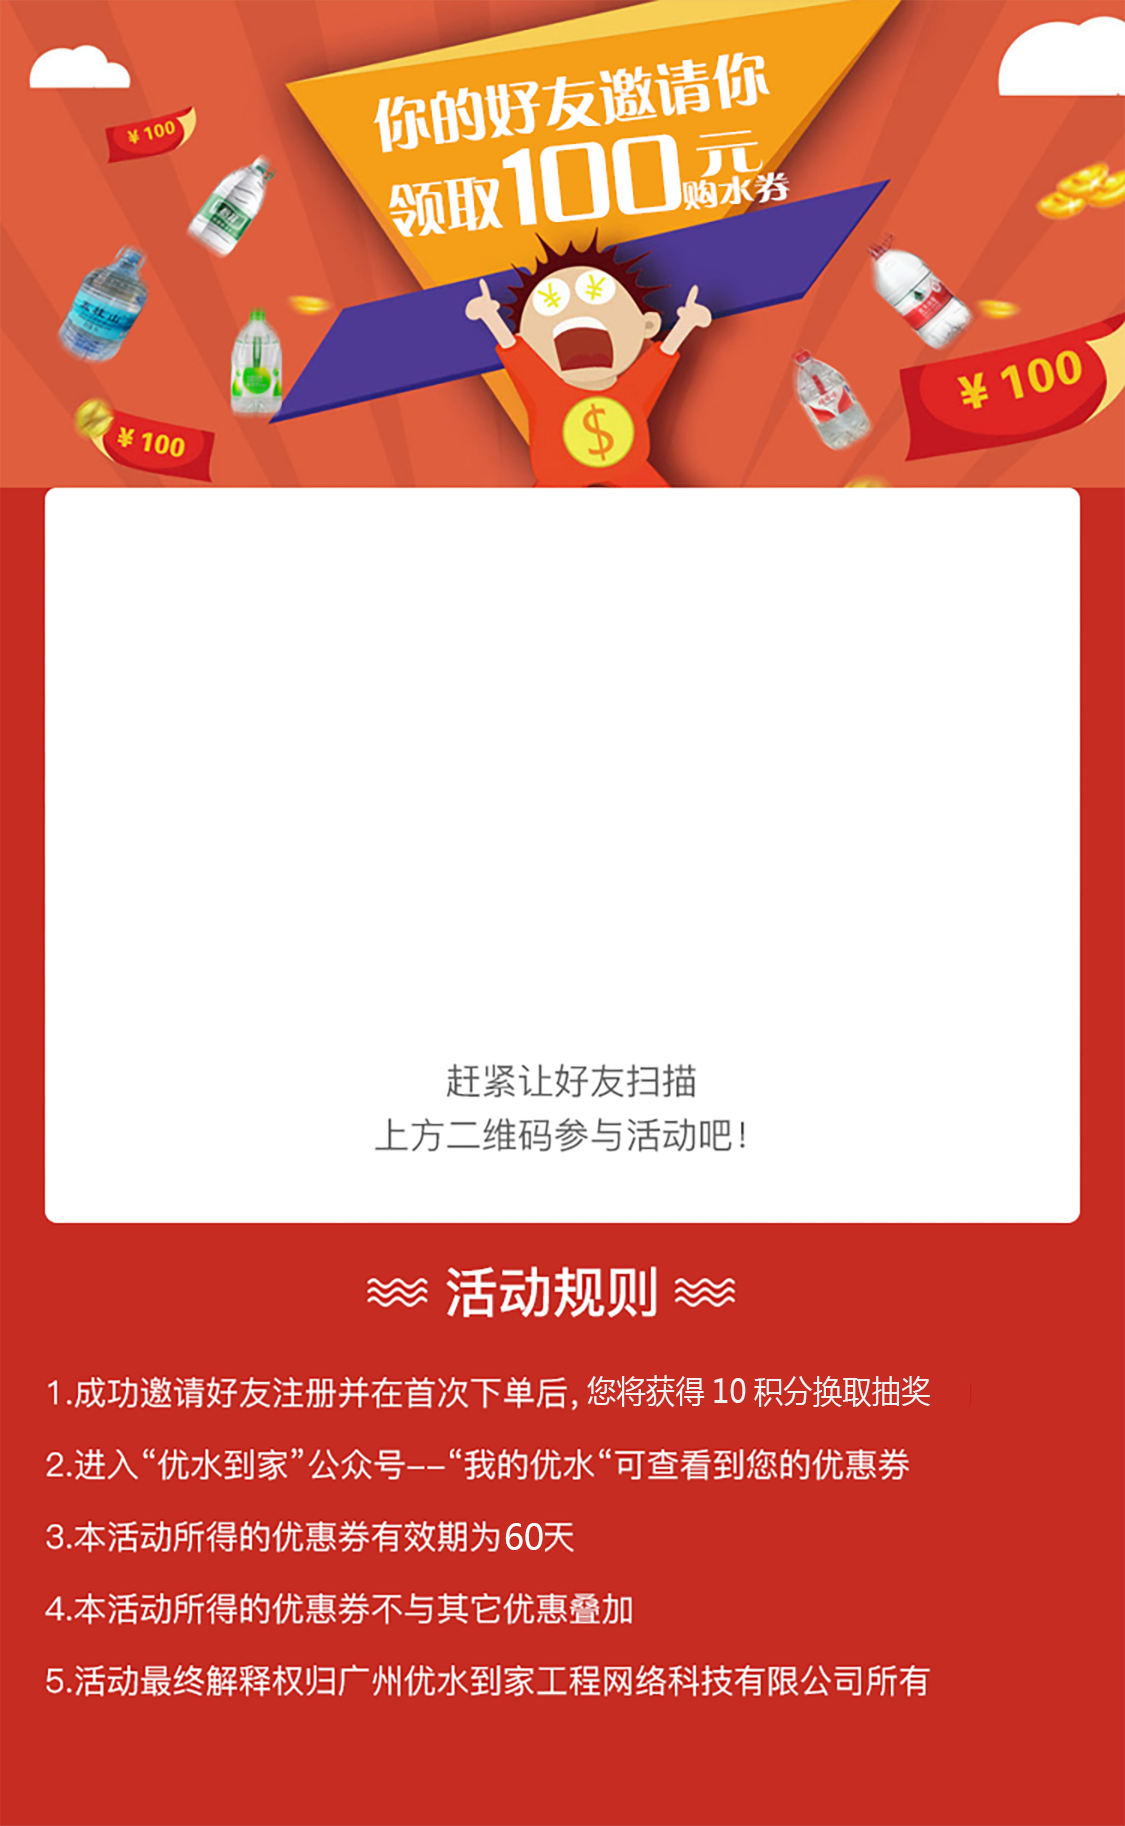 你的好友邀请你
领取100元
购水券
¥ 100
¥ 100
¥ 100
赶紧让好友扫描
上方二维码参与活动吧！
活动规则
1.成功邀请好友注册并在首次下单后，您将获得 10 积分换取抽奖
2.进入“优水到家”公众号--“我的优水“可查看到您的优惠券
3.本活动所得的优惠券有效期为60天
4.本活动所得的优惠券不与其它优惠叠加
5.活动最终解释权归广州优水到家工程网络科技有限公司所有